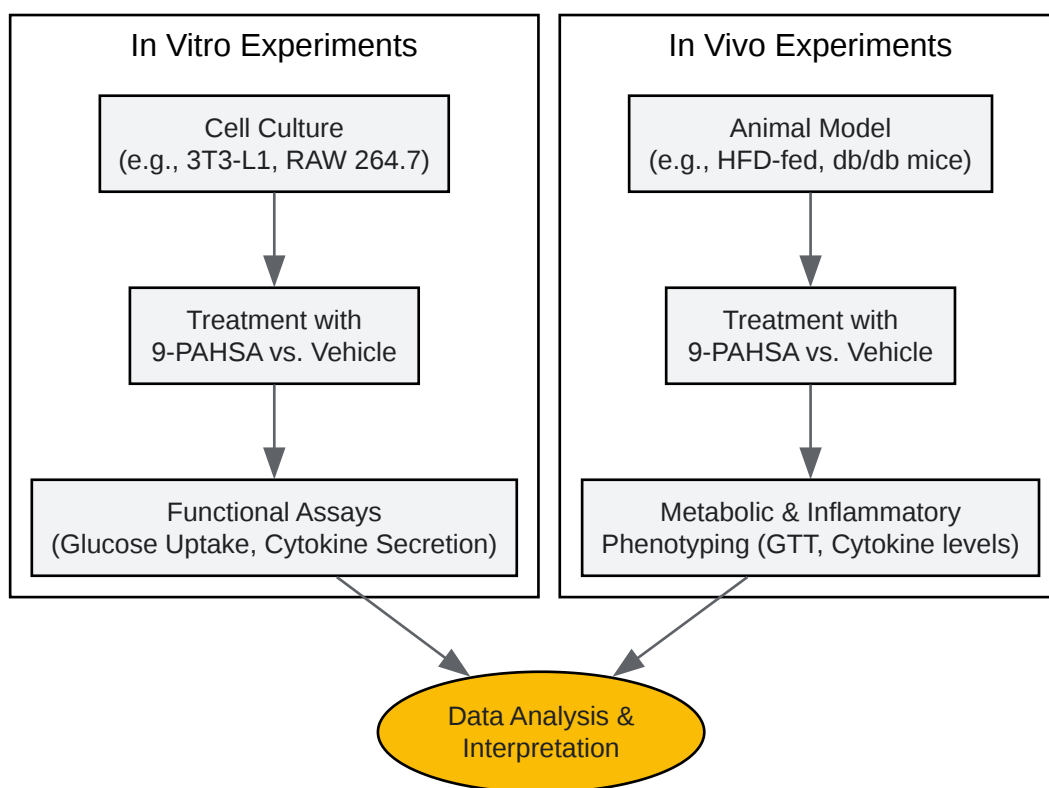 In Vitro Experiments
Cell Culture
(e.g., 3T3-L1, RAW 264.7)
Treatment with
9-PAHSA vs. Vehicle
Functional Assays
(Glucose Uptake, Cytokine Secretion)
In Vivo Experiments
Animal Model
(e.g., HFD-fed, db/db mice)
Treatment with
9-PAHSA vs. Vehicle
Metabolic & Inflammatory
Phenotyping (GTT, Cytokine levels)
Data Analysis &
Interpretation